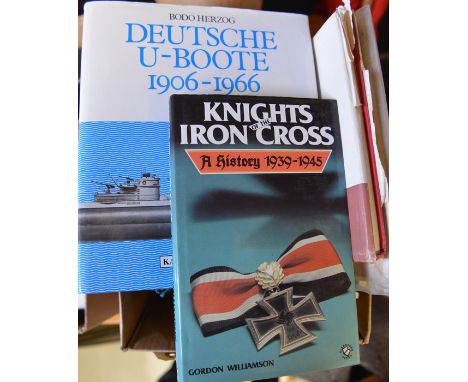 BODO HERZOG
DEUTSCHE
U-BOOTE
1906-1966
KNIGHTS
OF THE
IRON CROSS
A History 1939-1945
GORDON WILLIAMSON